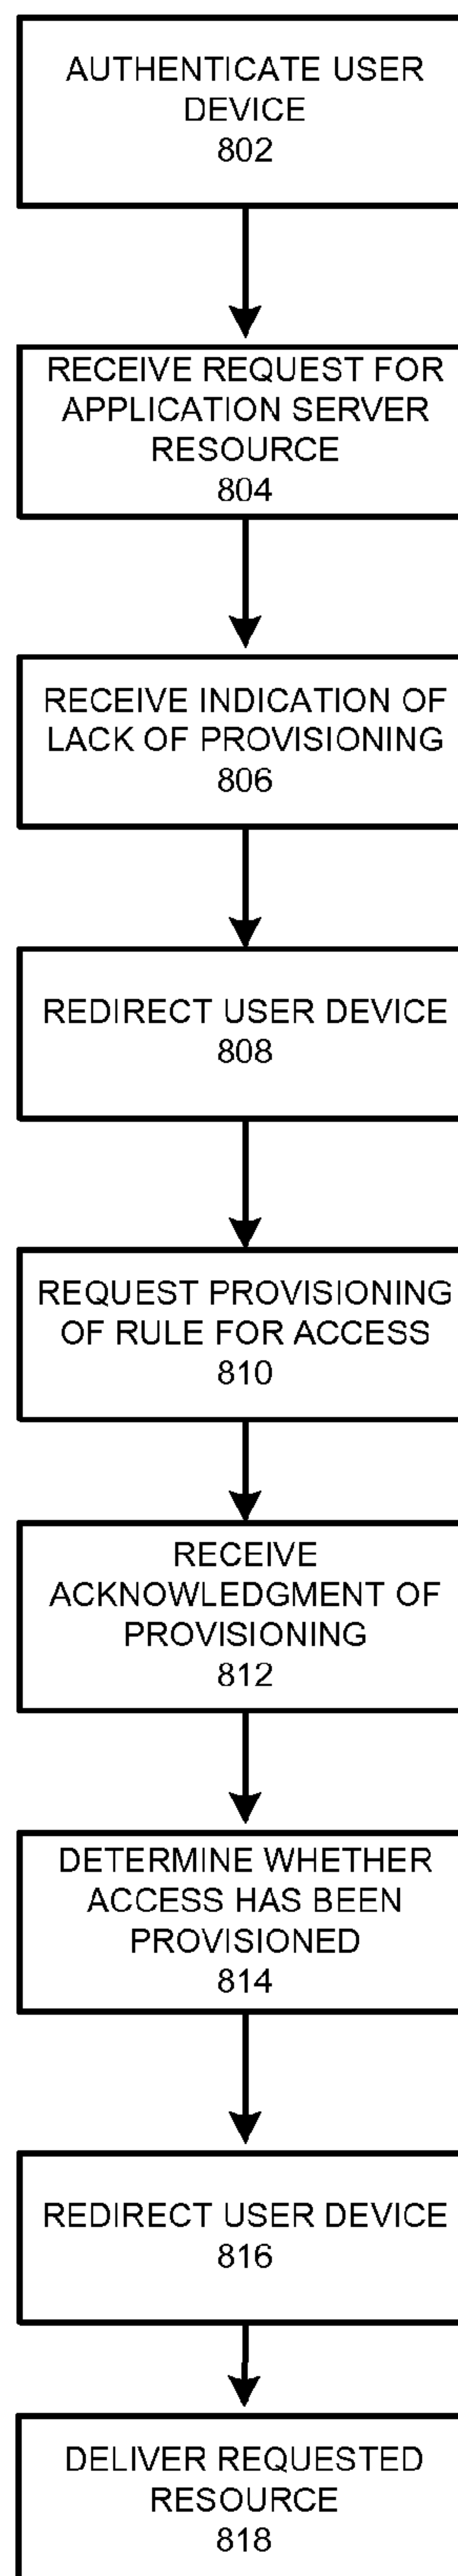 AUTHENTICATE USER
DEVICE
802
RECEIVE REQUEST FOR
APPLICATION SERVER
RESOURCE
804
RECEIVE INDICATION OF
LACK OF PROVISIONING
806
REDIRECT USER DEVICE
808
REQUEST PROVISIONING
OF RULE FOR ACCESS
810
RECEIVE
ACKNOWLEDGMENT OF
PROVISIONING
812
DETERMINE WHETHER
ACCESS HAS BEEN
PROVISIONED
814
REDIRECT USER DEVICE
816
DELIVER REQUESTED
RESOURCE
818